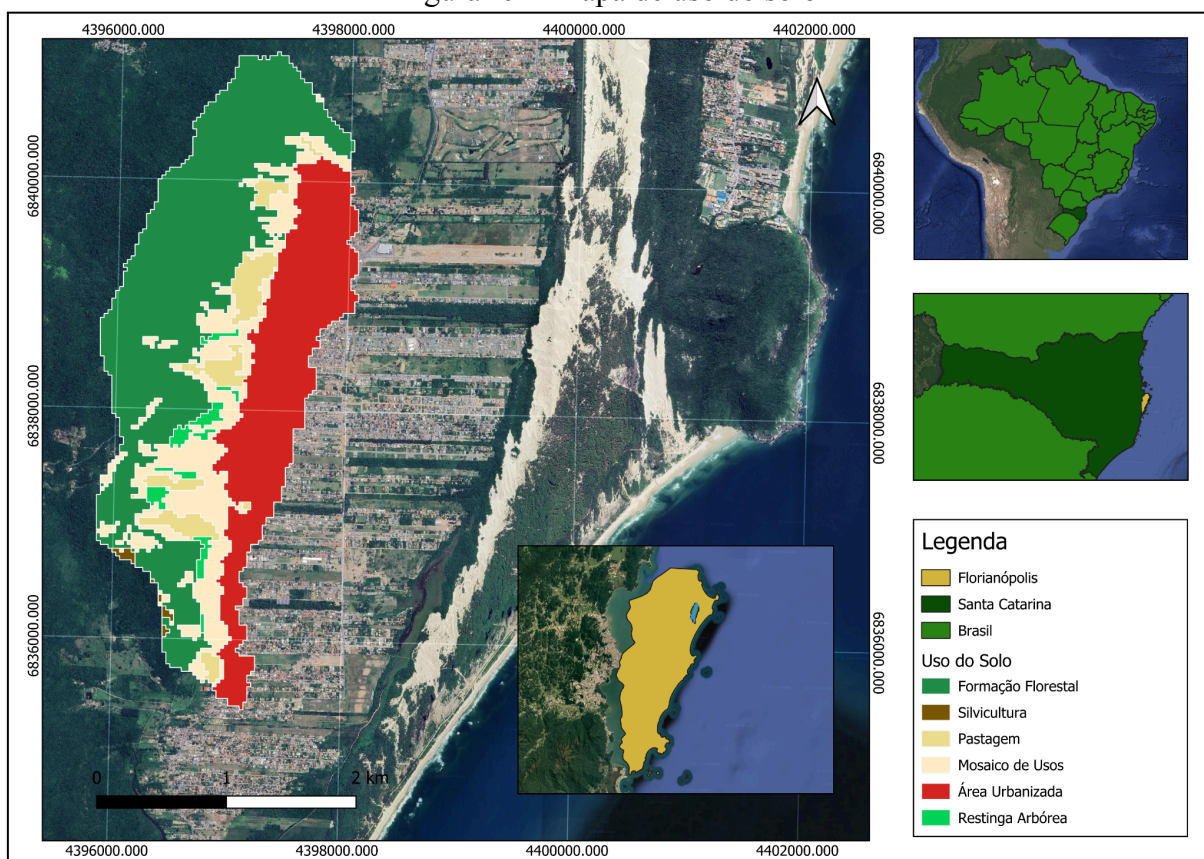 4396000.000 4398000.000 4400000.000 4402000.000
6840000.000
6838000.000
6836000.000
6840000.000
6838000.000
6836000.000
0 1 2 km
4396000.000 4398000.000 4400000.000 4402000.000
Legenda
Florianópolis
Santa Catarina
Brasil
Uso do Solo
Formação Florestal
Silvicultura
Pastagem
Mosaico de Usos
Área Urbanizada
Restinga Arbórea